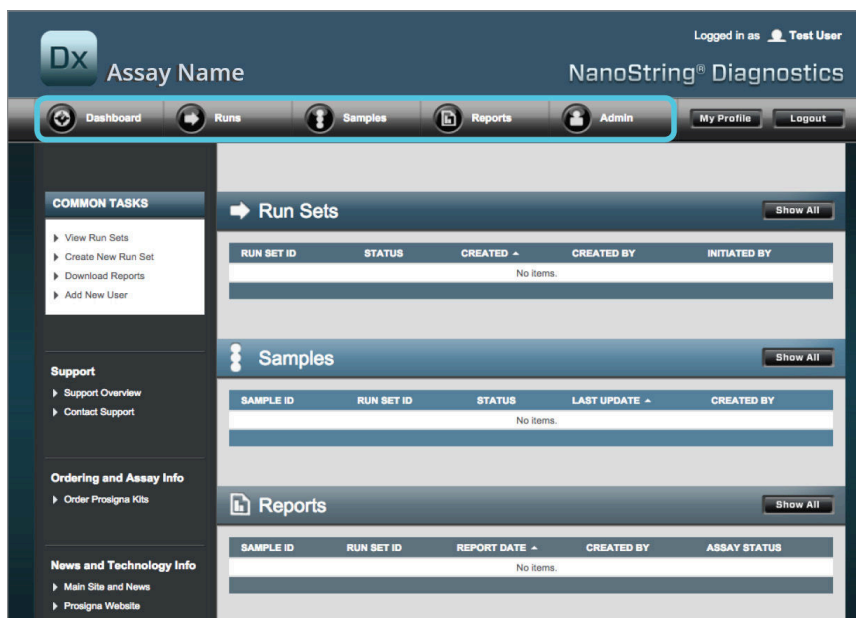 Logged in as Test User
Dx Assay Name
NanoString® Diagnostics
Dashboard Runs Samples Reports Admin My Profile Logout
COMMON TASKS
View Run Sets
Create New Run Set
Download Reports
Add New User
Support
Support Overview
Contact Support
Ordering and Assay Info
Order Prosigna Kits
News and Technology Info
Main Site and News
Prosigna Website
Run Sets Show All
RUN SET ID STATUS CREATED CREATED BY INITIATED BY
No items.
Samples Show All
SAMPLE ID RUN SET ID STATUS LAST UPDATE CREATED BY
No items.
Reports Show All
SAMPLE ID RUN SET ID REPORT DATE CREATED BY ASSAY STATUS
No items.